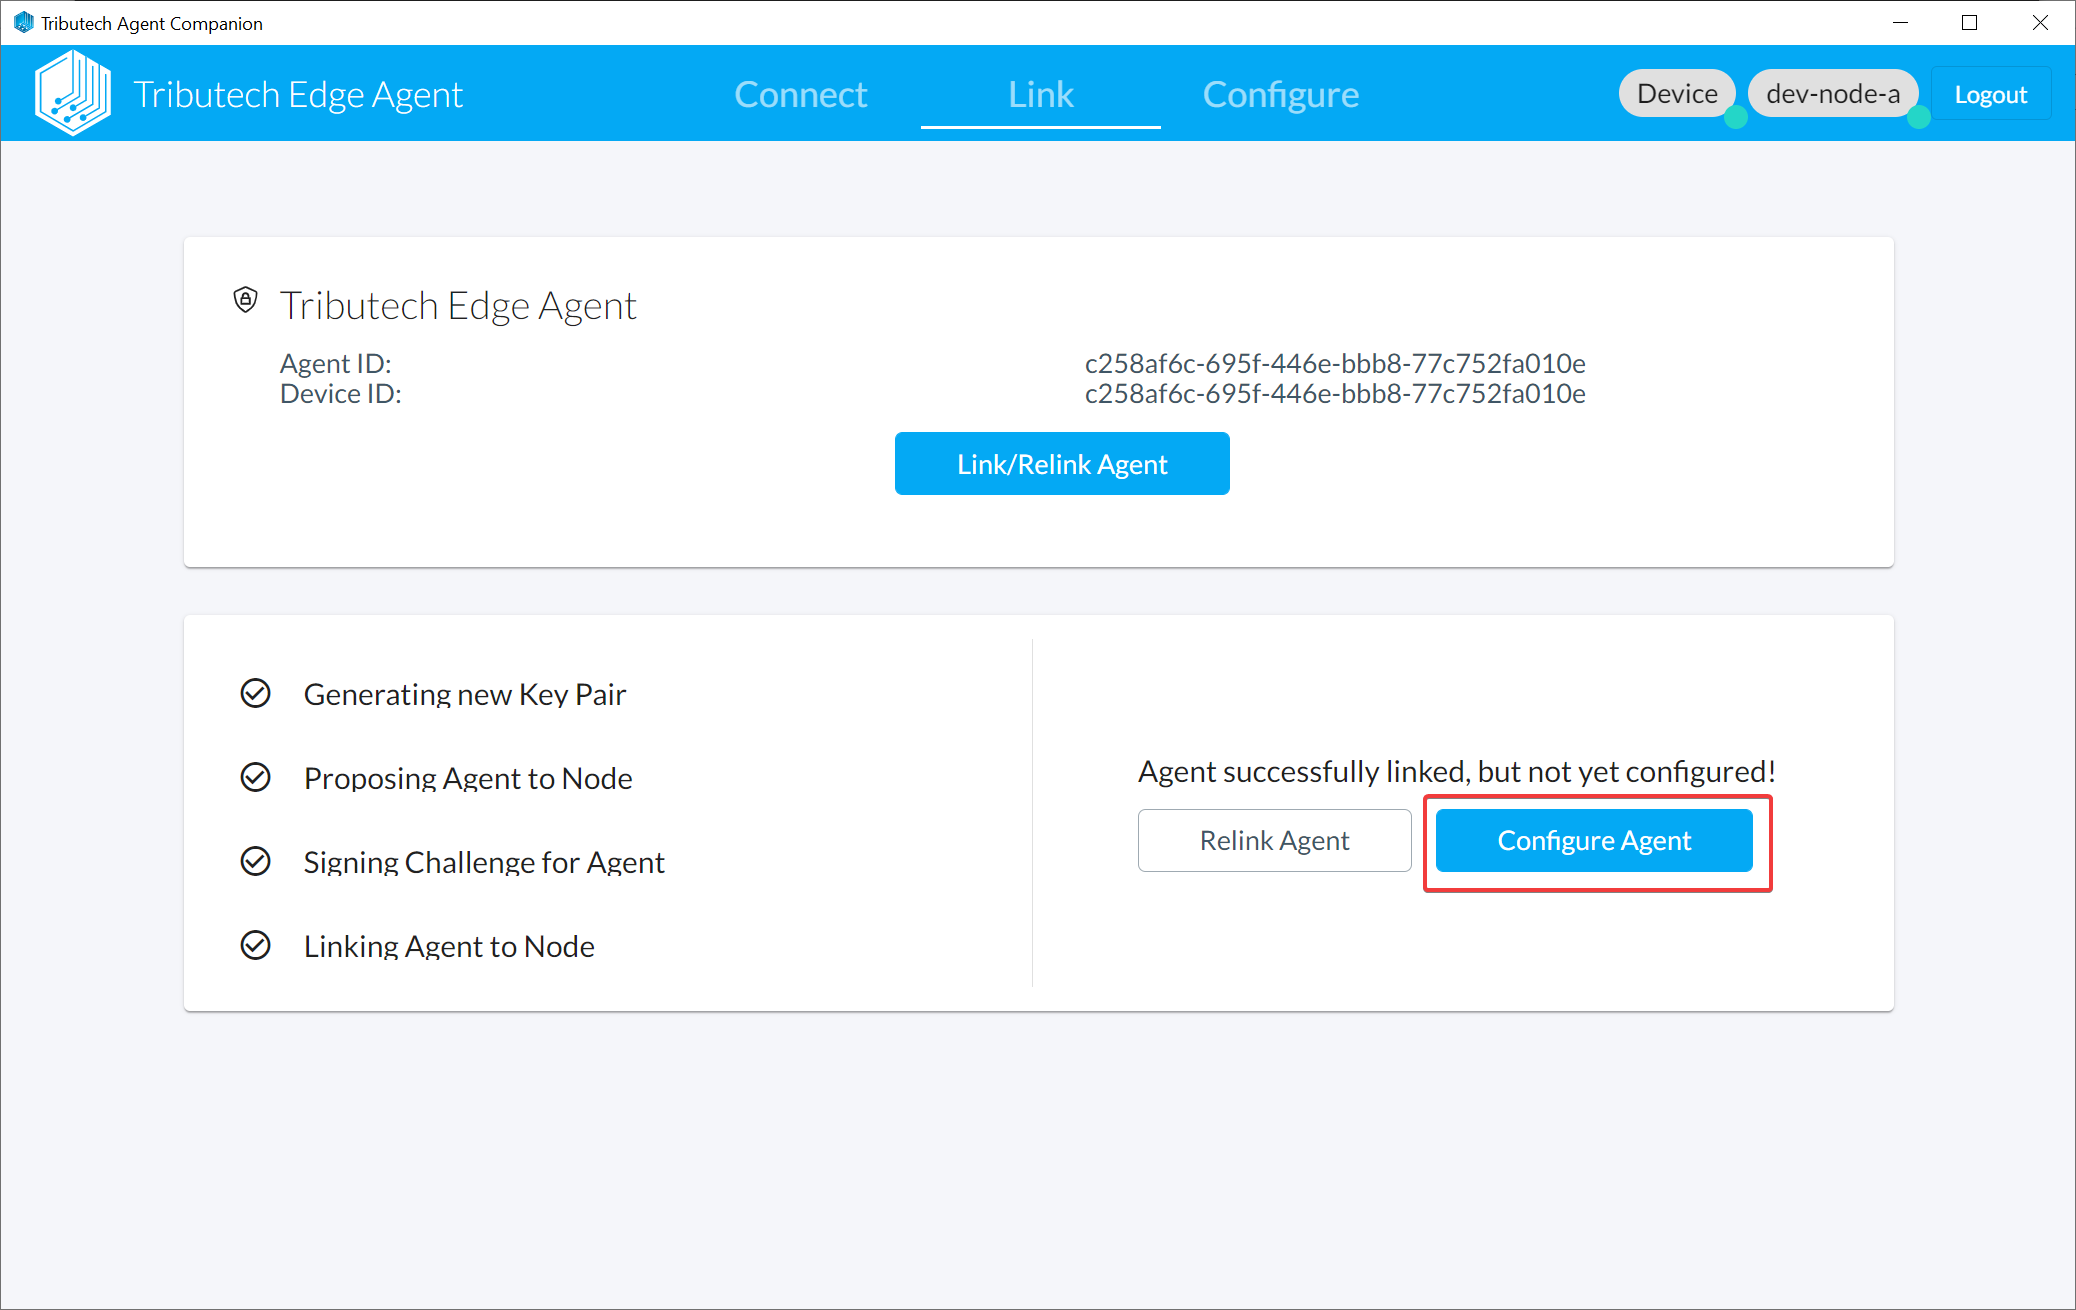 Tributech Agent Companion
Tributech Edge Agent
Connect
Link
Configure
Device
dev-node-a
Logout
Tributech Edge Agent
Agent ID: c258af6c-695f-446e-bbb8-77c752fa010e
Device ID: c258af6c-695f-446e-bbb8-77c752fa010e
Link/Relink Agent
Generating new Key Pair
Proposing Agent to Node
Signing Challenge for Agent
Linking Agent to Node
Agent successfully linked, but not yet configured!
Relink Agent
Configure Agent